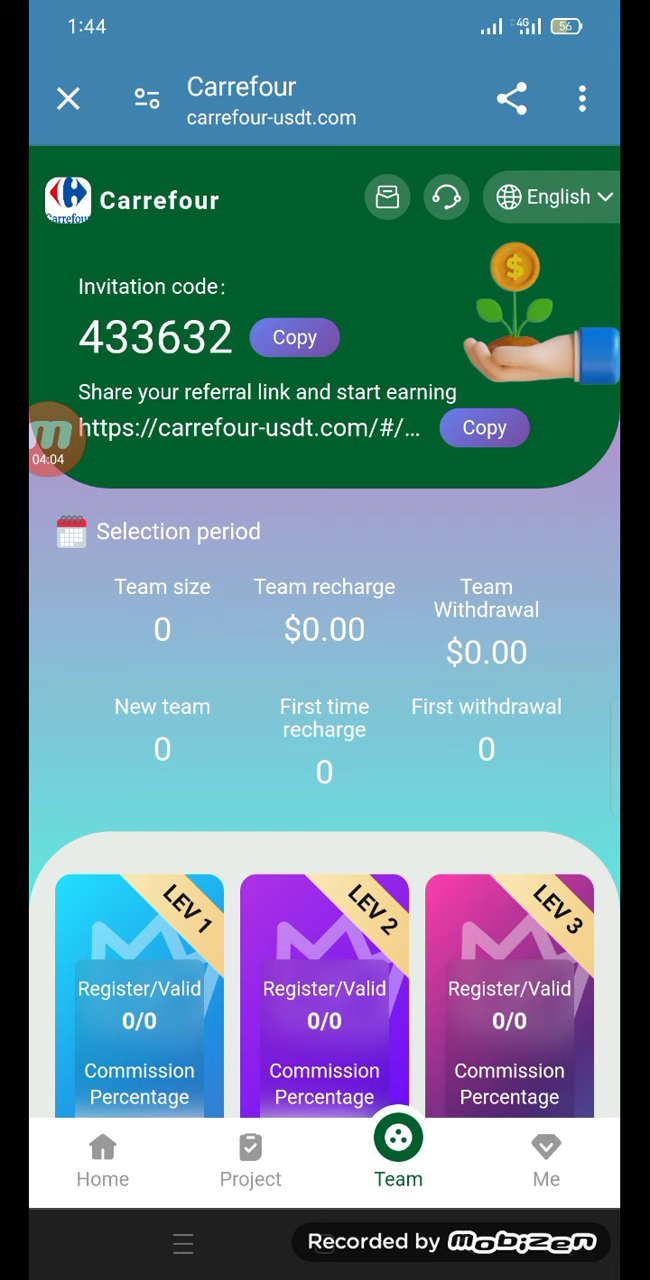 1:44
4G
56
Carrefour
carrefour-usdt.com
Carrefour
Carrefour
English
Invitation code:
433632
Copy
Share your referral link and start earning
https://carrefour-usdt.com/#/...
Copy
m
04:04
Selection period
Team size
Team recharge
Team
Withdrawal
0
$0.00
$0.00
New team
First time
recharge
First withdrawal
0
0
0
LEV 1
LEV 2
LEV 3
Register/Valid
Register/Valid
Register/Valid
0/0
0/0
0/0
Commission
Percentage
Commission
Percentage
Commission
Percentage
Home
Project
Team
Me
Recorded by mobizen